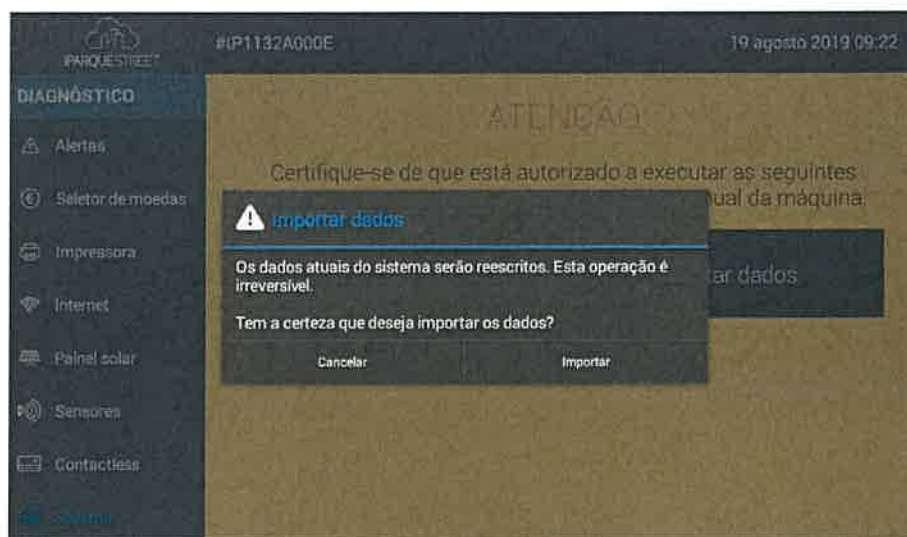 IPARQUESTREET
#IP1132A000E
19 agosto 2019 09:22
DIAGNÓSTICO
Alertas
Seletor de moedas
Impressora
Internet
Painel solar
Sensores
Contactless
ATENÇÃO
Certifique-se de que está autorizado a executar as seguintes
da máquina.
dados
Importar dados
Os dados atuais do sistema serão reescritos. Esta operação é
irreversível.
Tem a certeza que deseja importar os dados?
Cancelar
Importar